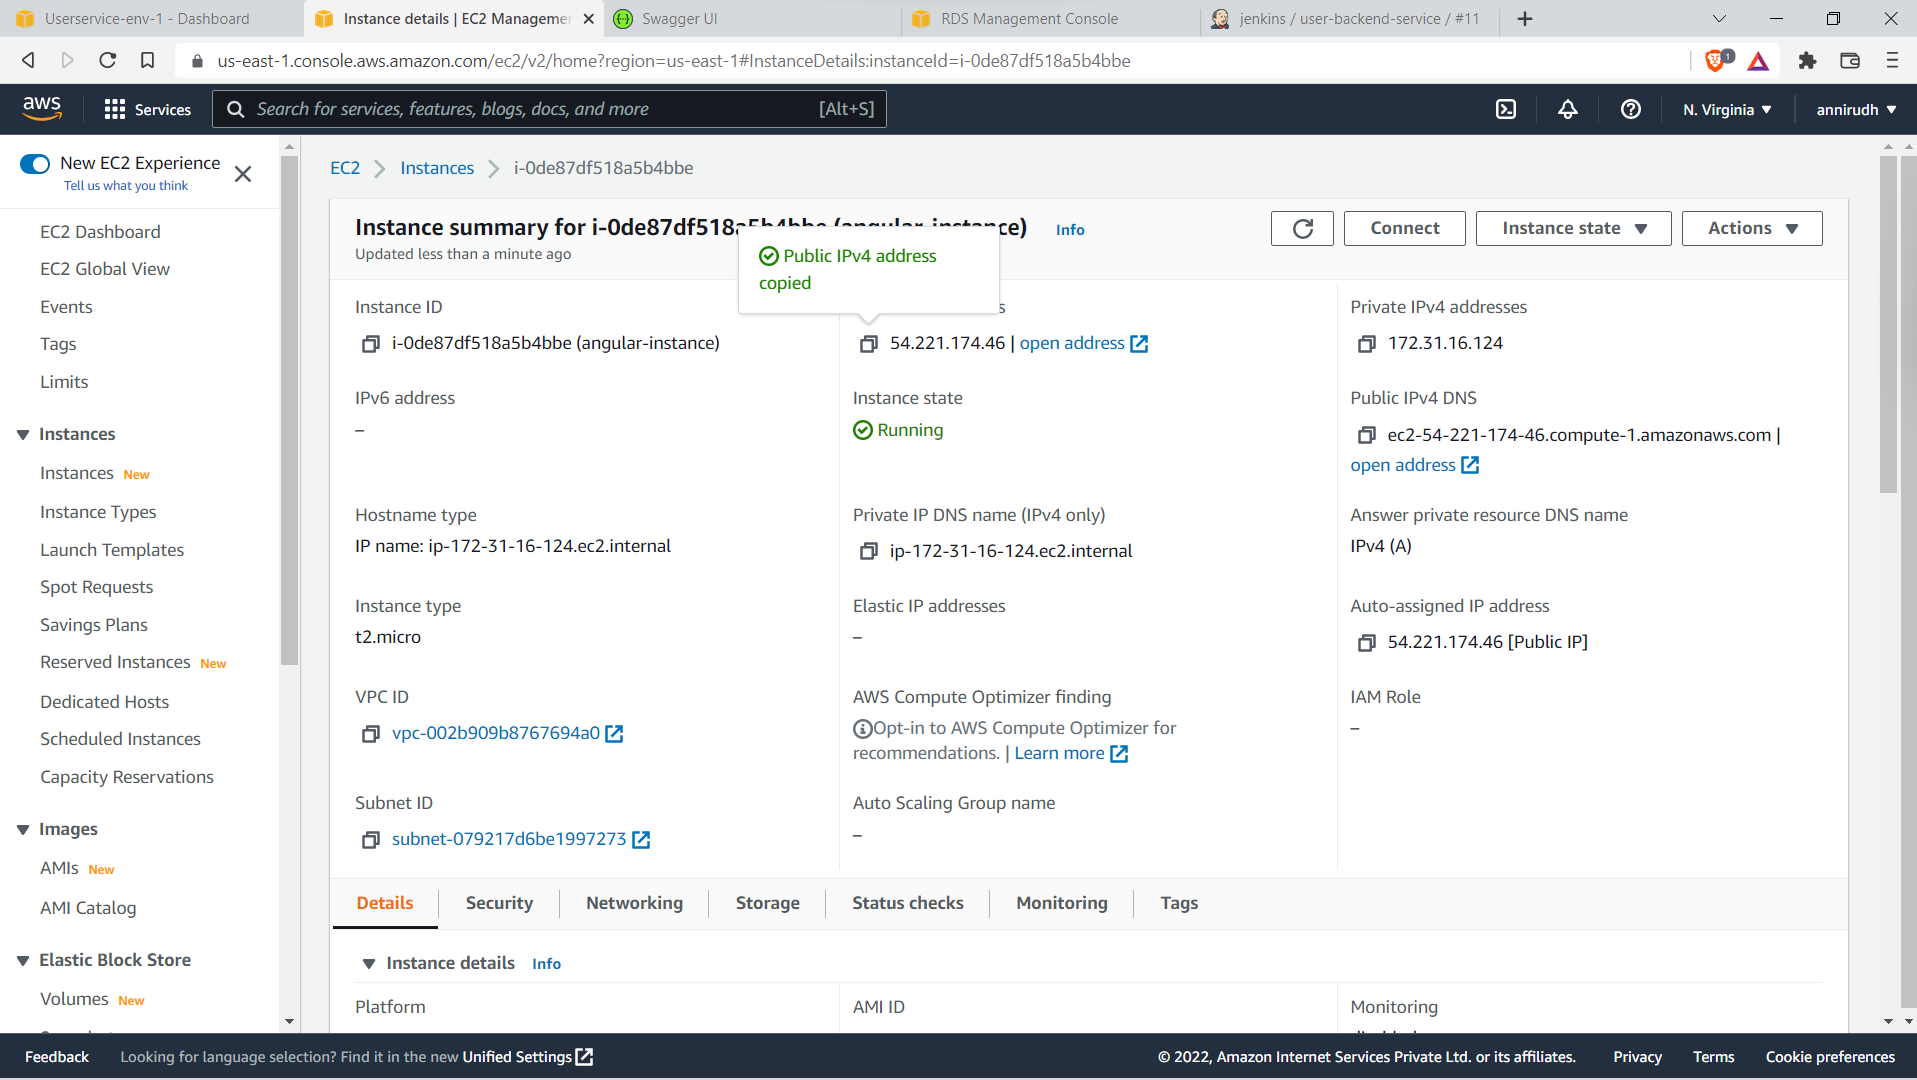 Userservice-env-1 - Dashboard
Instance details | EC2 Manageme
Swagger UI
RDS Management Console
jenkins / user-backend-service / #11
us-east-1.console.aws.amazon.com/ec2/v2/home?region=us-east-1#InstanceDetails:instanceId=i-0de87df518a5b4bbe
1
aws
Services
Search for services, features, blogs, docs, and more
[Alt+S]
N. Virginia
annirudh
New EC2 Experience
Tell us what you think
EC2 Dashboard
EC2 Global View
Events
Tags
Limits
Instances
Instances New
Instance Types
Launch Templates
Spot Requests
Savings Plans
Reserved Instances New
Dedicated Hosts
Scheduled Instances
Capacity Reservations
Images
AMIs New
AMI Catalog
Elastic Block Store
Volumes New
EC2
Instances
i-0de87df518a5b4bbe
Instance summary for i-0de87df518a5b4bbe (angular-instance)
Info
Updated less than a minute ago
Connect
Instance state
Actions
Public IPv4 address
copied
Instance ID
i-0de87df518a5b4bbe (angular-instance)
s
54.221.174.46 | open address
Private IPv4 addresses
172.31.16.124
IPv6 address
–
Instance state
Running
Public IPv4 DNS
ec2-54-221-174-46.compute-1.amazonaws.com |
open address
Hostname type
IP name: ip-172-31-16-124.ec2.internal
Private IP DNS name (IPv4 only)
ip-172-31-16-124.ec2.internal
Answer private resource DNS name
IPv4 (A)
Instance type
t2.micro
Elastic IP addresses
–
Auto-assigned IP address
54.221.174.46 [Public IP]
VPC ID
vpc-002b909b8767694a0
AWS Compute Optimizer finding
Opt-in to AWS Compute Optimizer for
recommendations. | Learn more
IAM Role
–
Subnet ID
subnet-079217d6be1997273
Auto Scaling Group name
–
Details
Security
Networking
Storage
Status checks
Monitoring
Tags
Instance details Info
Platform
AMI ID
Monitoring
Feedback
Looking for language selection? Find it in the new Unified Settings
© 2022, Amazon Internet Services Private Ltd. or its affiliates.
Privacy
Terms
Cookie preferences